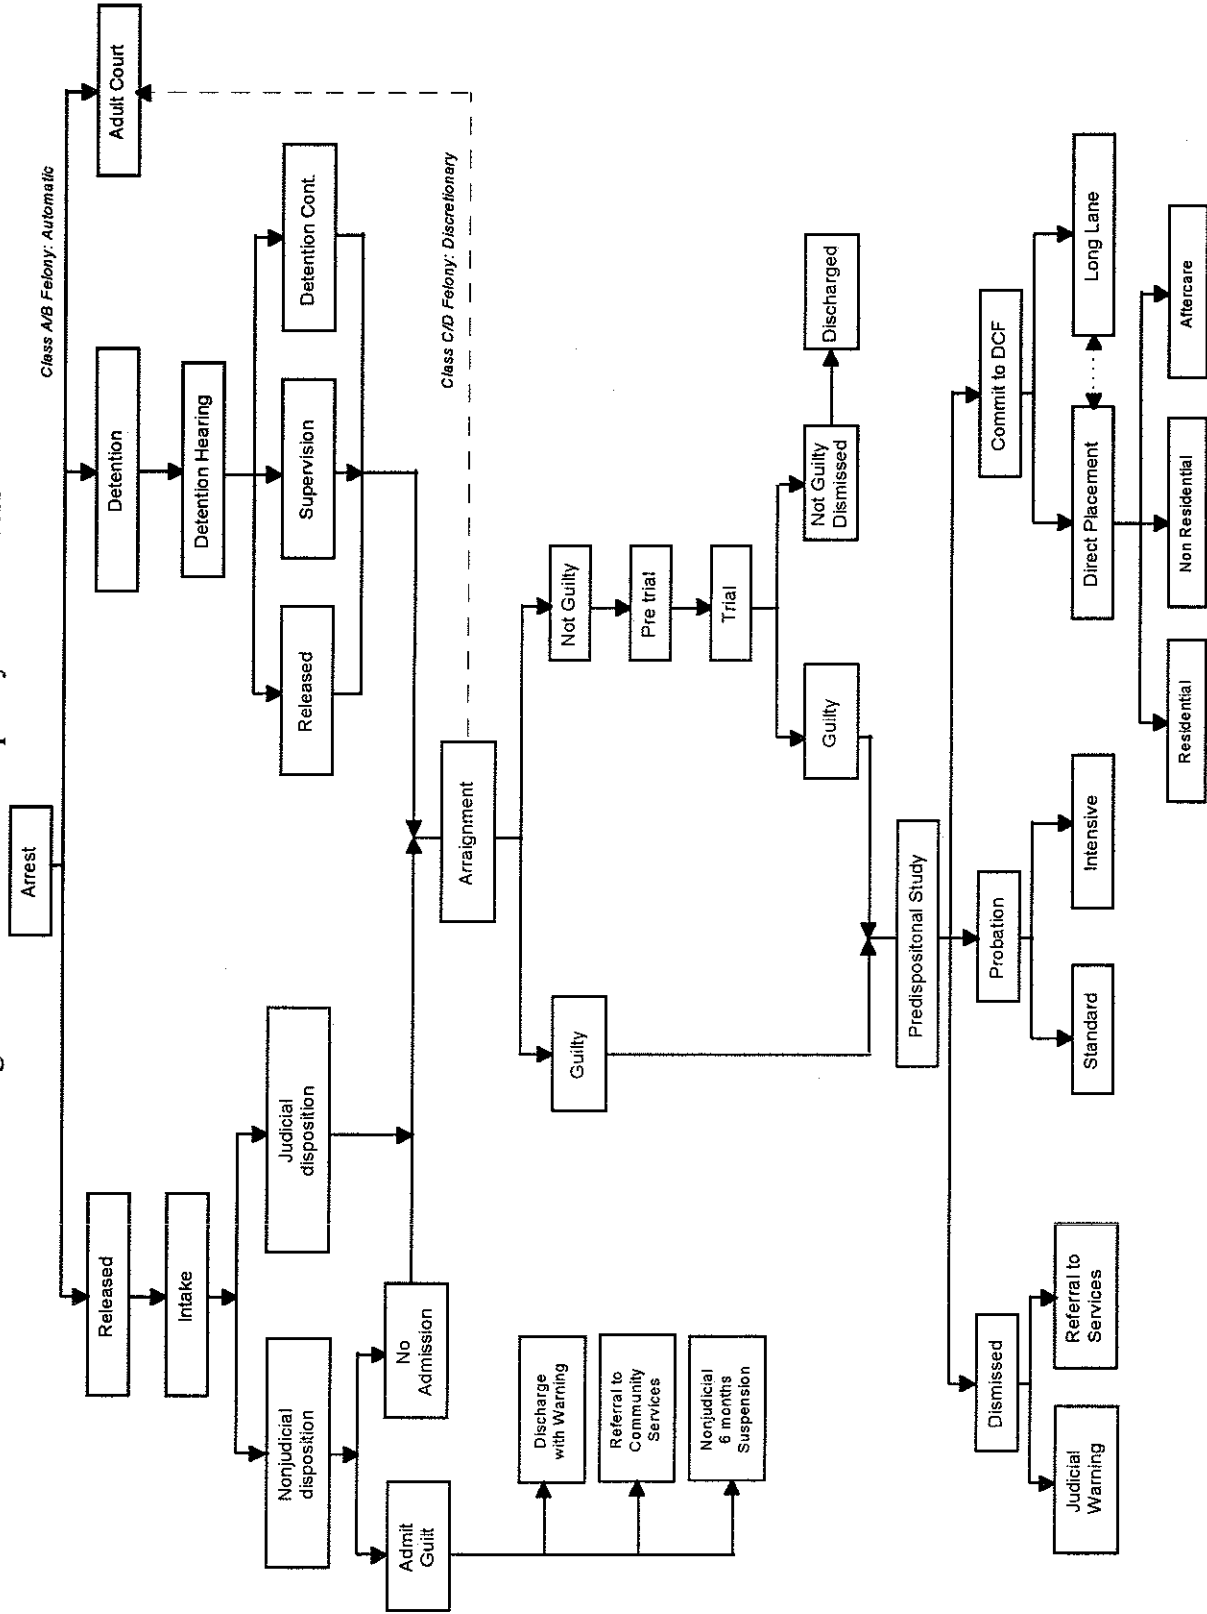 Arrest
Class A/B Felony: Automatic
Released
Detention
Adult Court
Intake
Detention Hearing
Nonjudicial
disposition
Judicial
disposition
Released
Supervision
Detention Cont.
Admit
Guilt
No
Admission
Class C/D Felony: Discretionary
Arraignment
Discharge
with Warning
Referral to
Community
Services
Nonjudicial
6 months
Suspension
Guilty
Not Guilty
Pre trial
Trial
Guilty
Not Guilty
Dismissed
Discharged
Predispositonal Study
Dismissed
Probation
Commit to DCF
Judicial
Warning
Referral to
Services
Standard
Intensive
Direct Placement
Long Lane
Residential
Non Residential
Aftercare